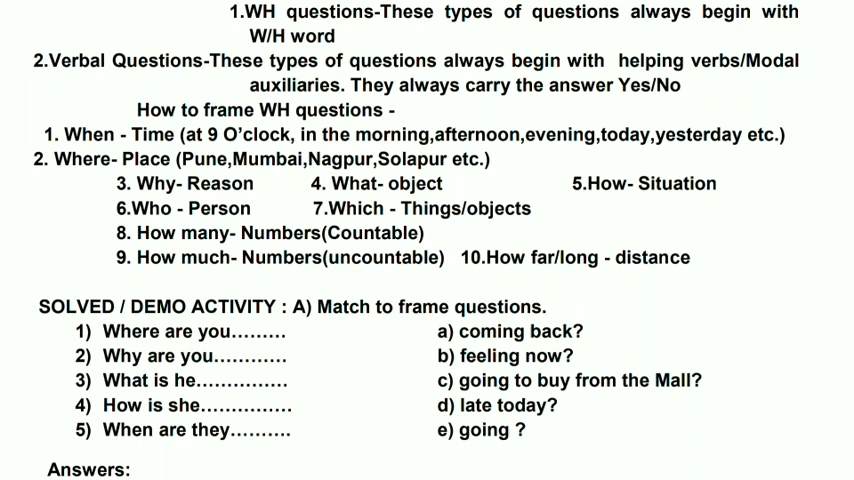 1.WH questions-These types of questions always begin with
W/H word
2.Verbal Questions-These types of questions always begin with helping verbs/Modal
auxiliaries. They always carry the answer Yes/No
How to frame WH questions -
1. When - Time (at 9 O’clock, in the morning,afternoon,evening,today,yesterday etc.)
2. Where- Place (Pune,Mumbai,Nagpur,Solapur etc.)
3. Why- Reason 4. What- object 5.How- Situation
6.Who - Person 7.Which - Things/objects
8. How many- Numbers(Countable)
9. How much- Numbers(uncountable) 10.How far/long - distance
SOLVED / DEMO ACTIVITY : A) Match to frame questions.
1) Where are you......... a) coming back?
2) Why are you............ b) feeling now?
3) What is he............... c) going to buy from the Mall?
4) How is she............... d) late today?
5) When are they.......... e) going ?
Answers: